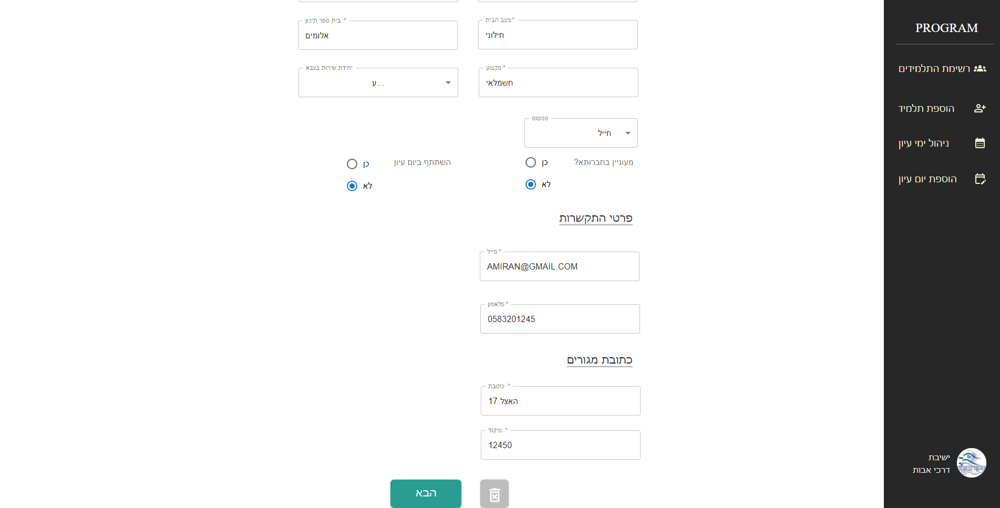 PROGRAM
רשימת התלמידים
הוספת תלמיד
ניהול ימי עיון
הוספת יום עיון
ישיבת
דרכי אבות
מצב הבית *
חילוני
בית ספר תיכון *
אלומים
מקצוע *
חשמלאי
יחידת שירות בצבא
ע...
סטטוס
חייל
מעוניין בחברותא?
כן
לא
השתתף ביום עיון
כן
לא
פרטי התקשרות
מייל *
AMIRAN@GMAIL.COM
פלאפון *
0583201245
כתובת מגורים
כתובת *
האצל 17
מיקוד *
12450
הבא